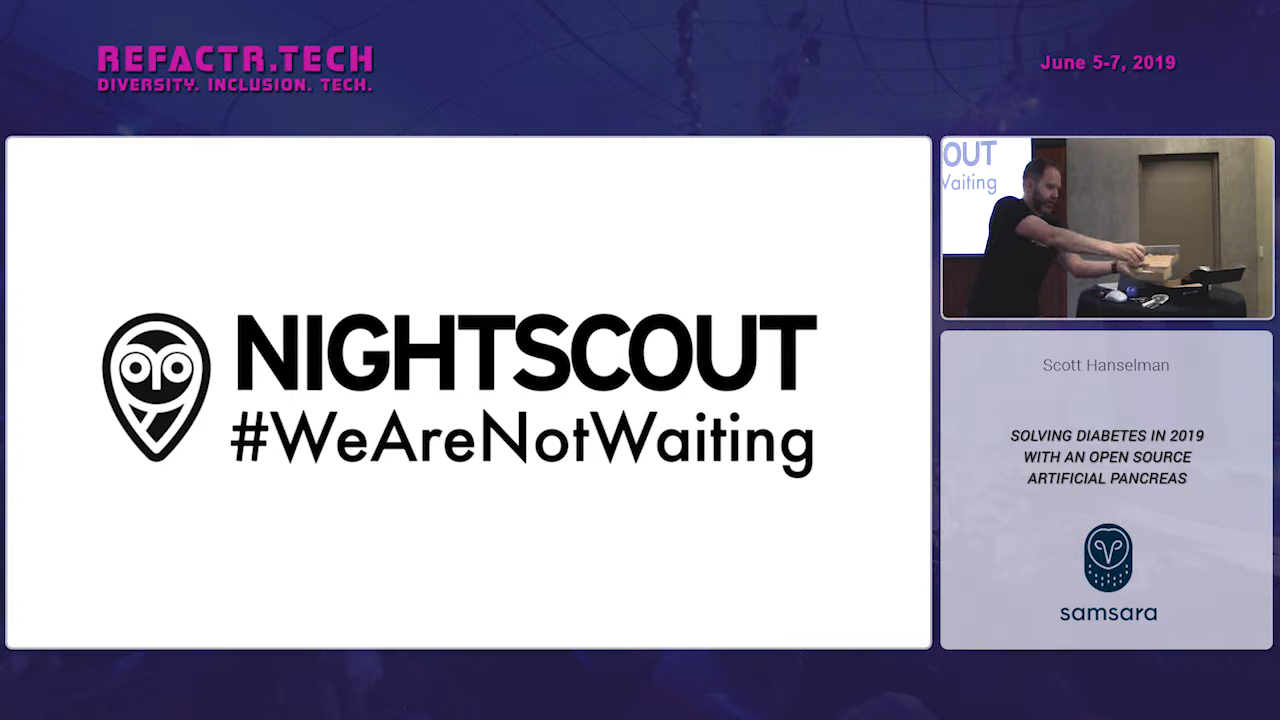 REFACTR.TECH
DIVERSITY. INCLUSION. TECH.
June 5-7, 2019
NIGHTSCOUT
#WeAreNotWaiting
OUT
Vaiting
Scott Hanselman
SOLVING DIABETES IN 2019
WITH AN OPEN SOURCE
ARTIFICIAL PANCREAS
samsara